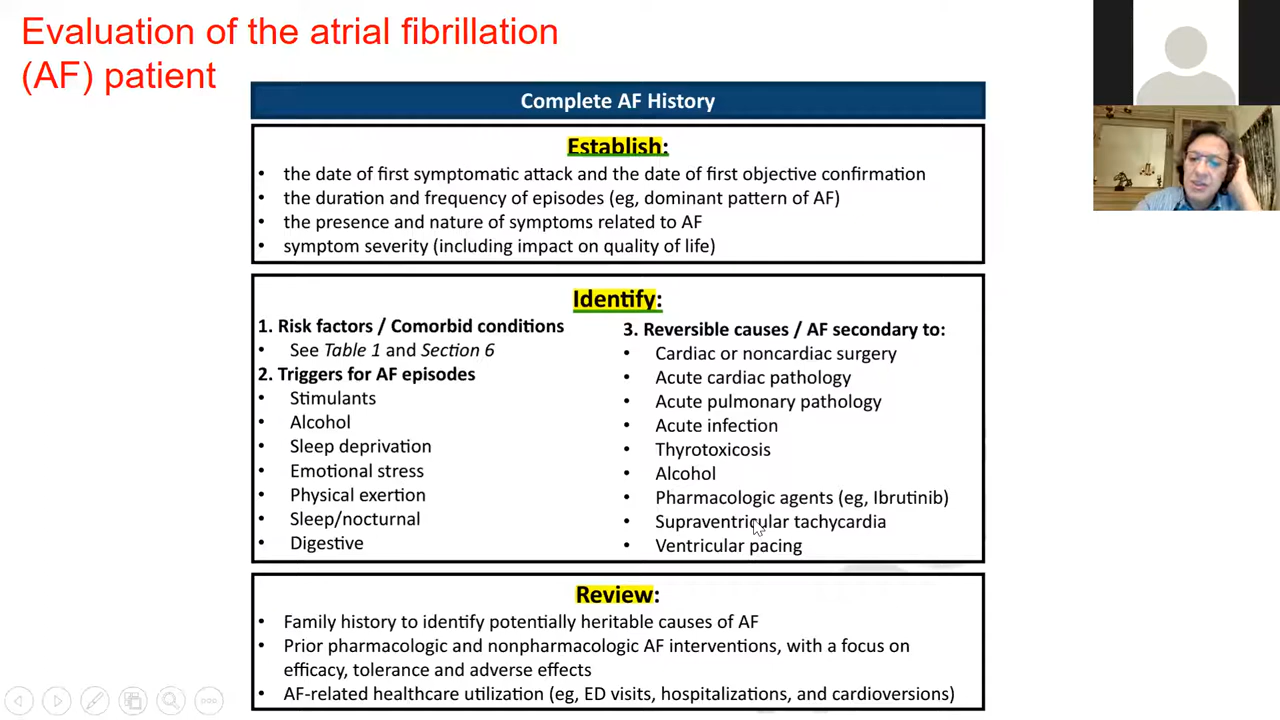 Evaluation of the atrial fibrillation
(AF) patient
Complete AF History
Establish:
• the date of first symptomatic attack and the date of first objective confirmation
• the duration and frequency of episodes (eg, dominant pattern of AF)
• the presence and nature of symptoms related to AF
• symptom severity (including impact on quality of life)
Identify:
1. Risk factors / Comorbid conditions
• See Table 1 and Section 6
2. Triggers for AF episodes
• Stimulants
• Alcohol
• Sleep deprivation
• Emotional stress
• Physical exertion
• Sleep/nocturnal
• Digestive
3. Reversible causes / AF secondary to:
• Cardiac or noncardiac surgery
• Acute cardiac pathology
• Acute pulmonary pathology
• Acute infection
• Thyrotoxicosis
• Alcohol
• Pharmacologic agents (eg, Ibrutinib)
• Supraventricular tachycardia
• Ventricular pacing
Review:
• Family history to identify potentially heritable causes of AF
• Prior pharmacologic and nonpharmacologic AF interventions, with a focus on
efficacy, tolerance and adverse effects
• AF-related healthcare utilization (eg, ED visits, hospitalizations, and cardioversions)